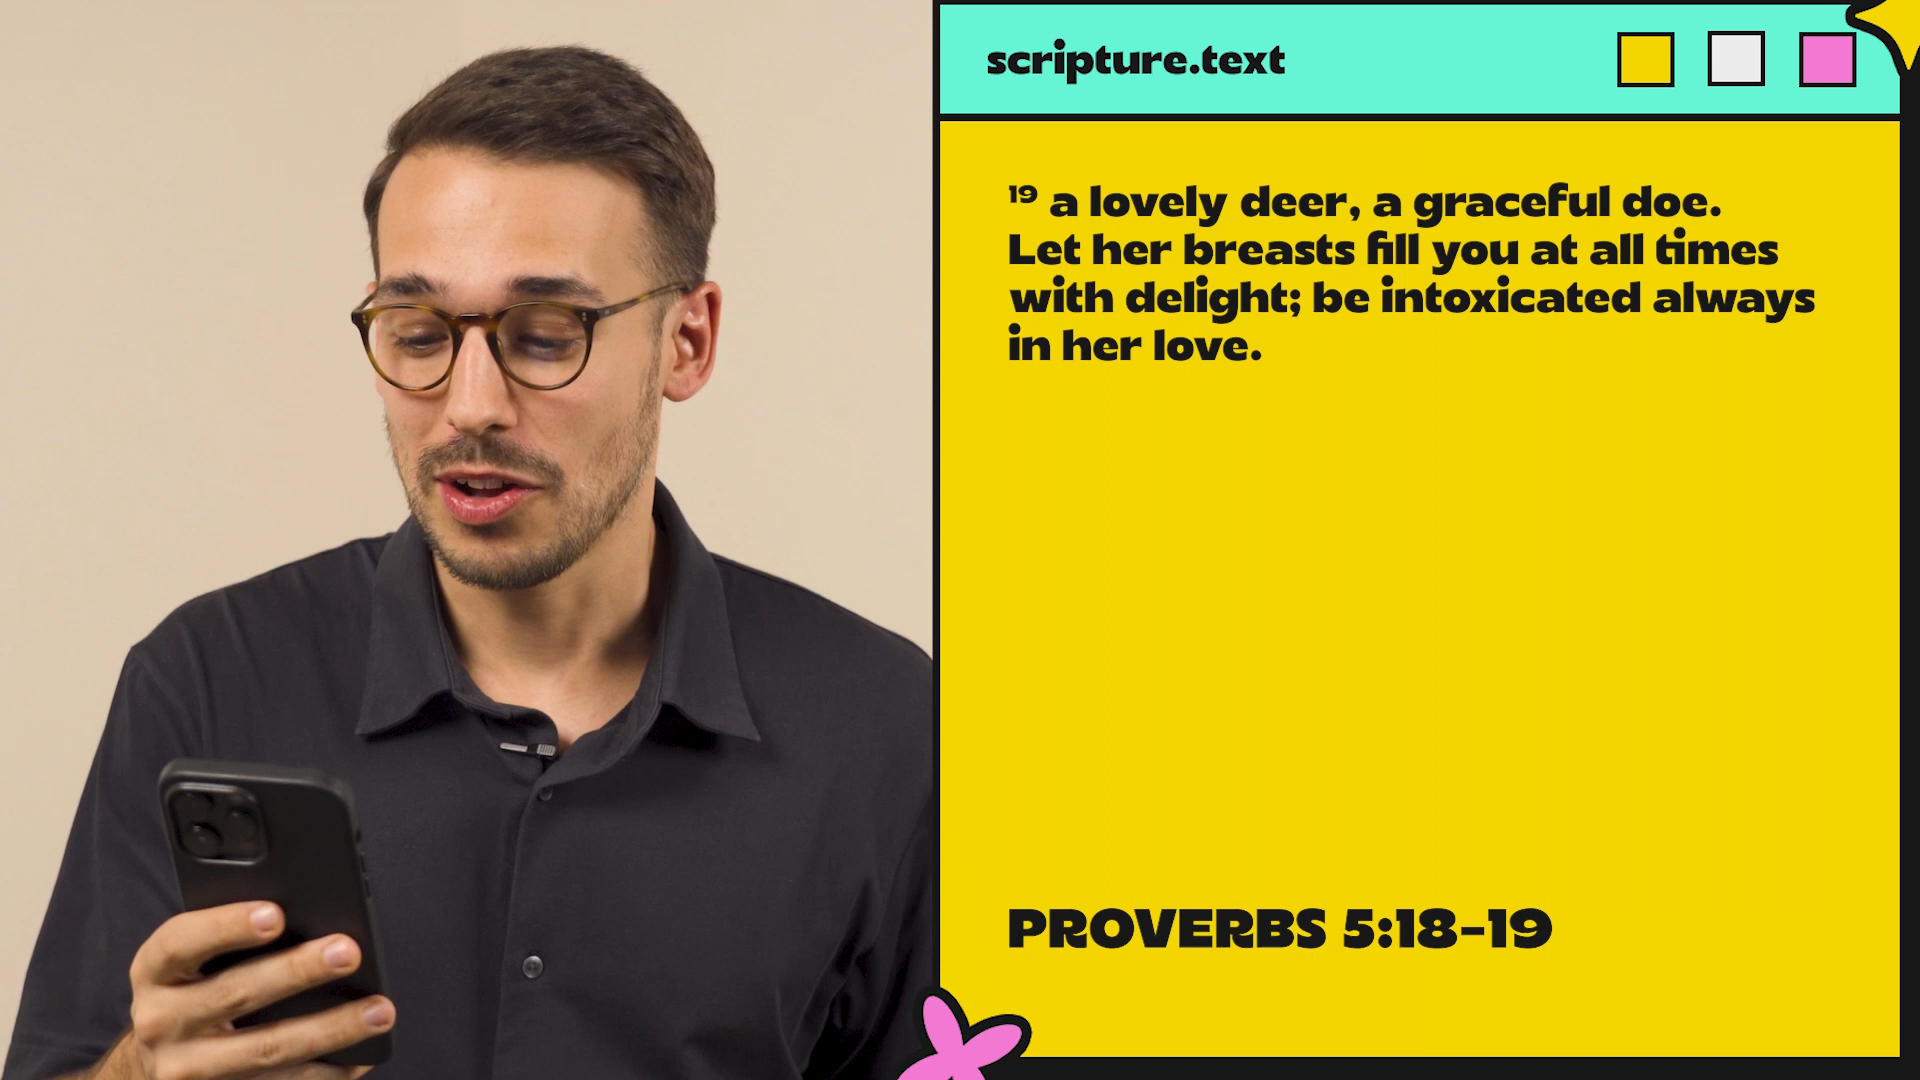 scripture.text
¹⁹ a lovely deer, a graceful doe.
Let her breasts fill you at all times
with delight; be intoxicated always
in her love.
PROVERBS 5:18–19